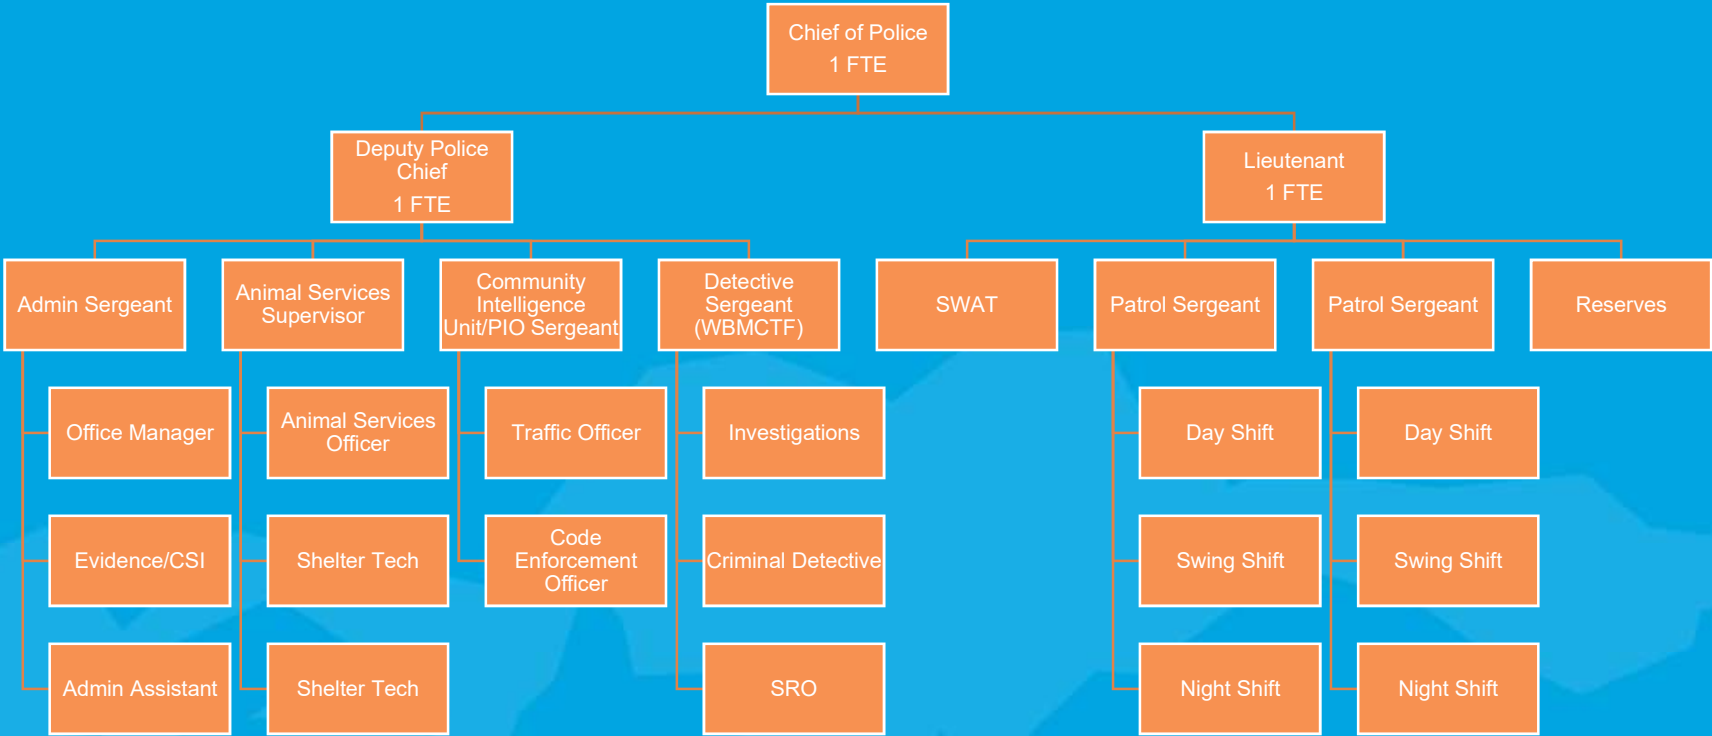 Chief of Police
1 FTE
Deputy Police
Chief
1 FTE
Lieutenant
1 FTE
Admin Sergeant
Animal Services
Supervisor
Community
Intelligence
Unit/PIO Sergeant
Detective
Sergeant
(WBMCTF)
SWAT
Patrol Sergeant
Patrol Sergeant
Reserves
Office Manager
Animal Services
Officer
Traffic Officer
Investigations
Day Shift
Day Shift
Evidence/CSI
Shelter Tech
Code
Enforcement
Officer
Criminal Detective
Swing Shift
Swing Shift
Admin Assistant
Shelter Tech
SRO
Night Shift
Night Shift